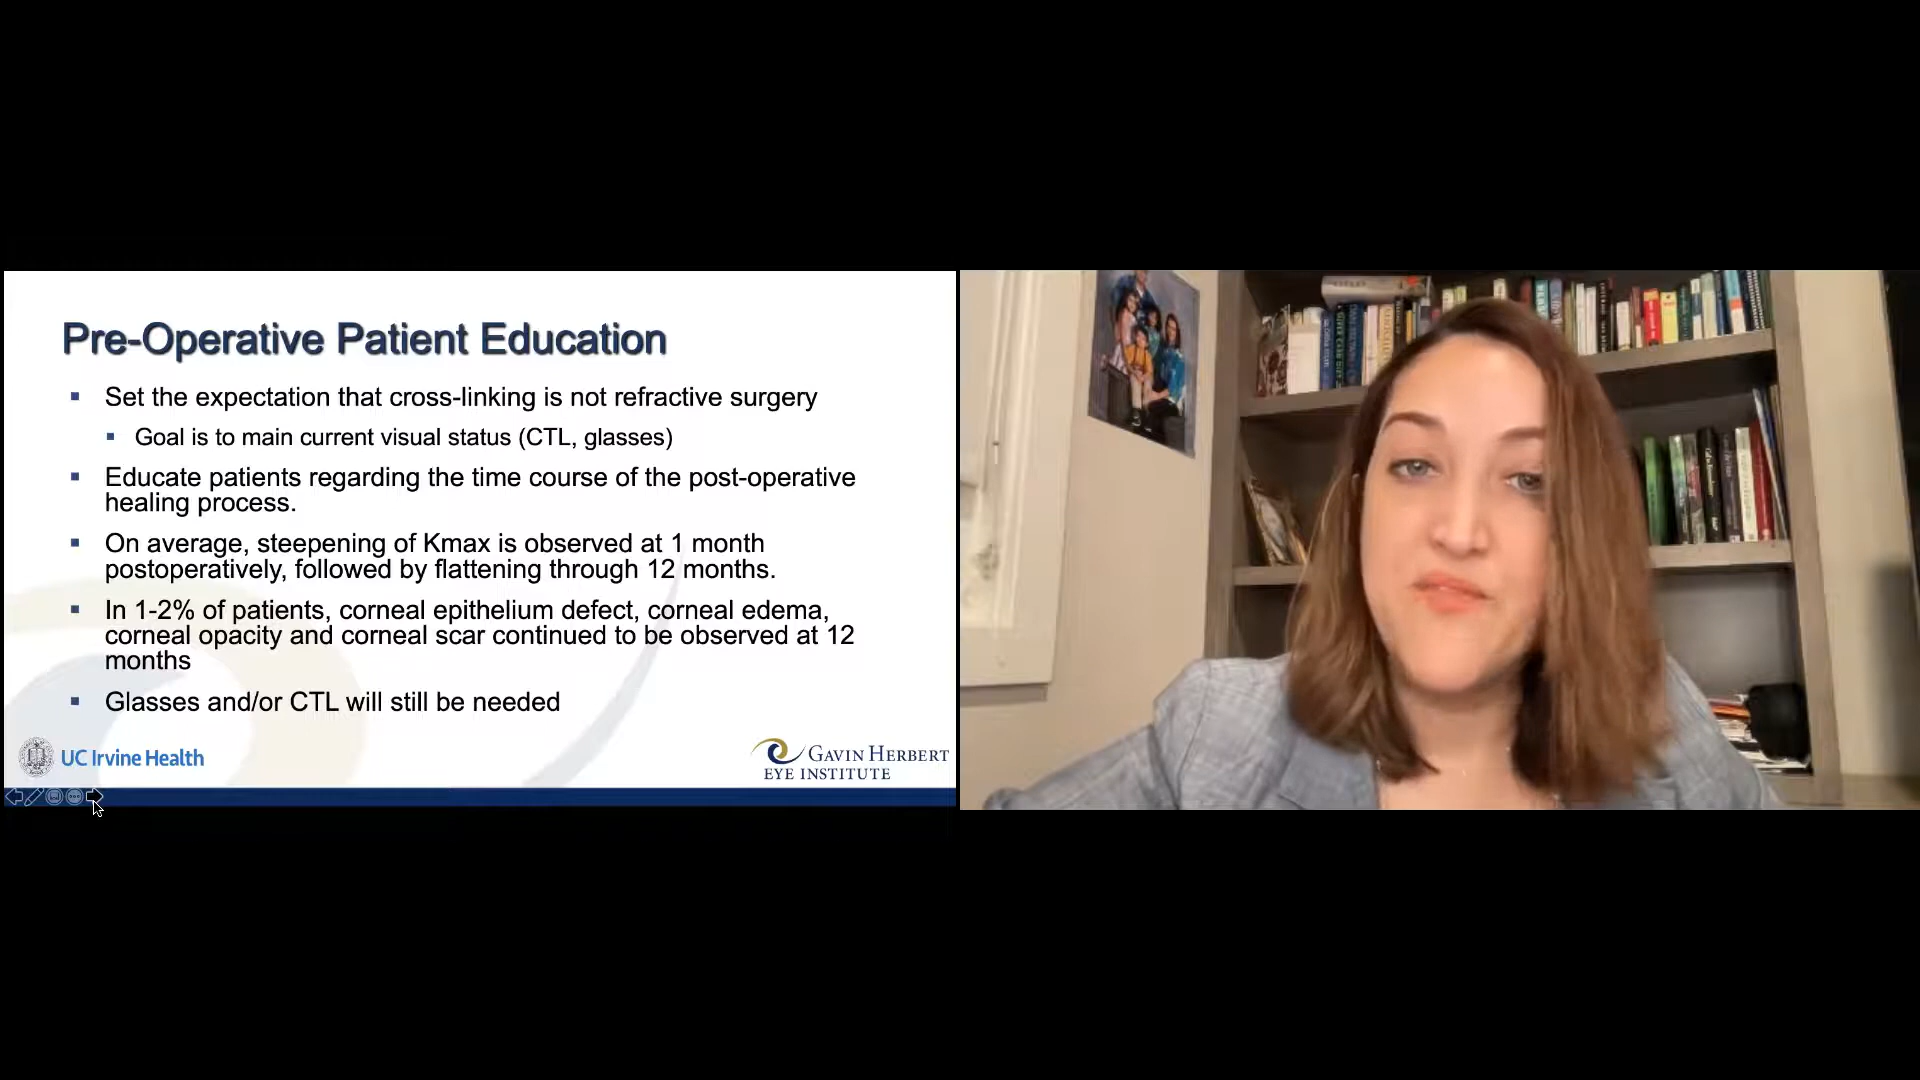 Pre-Operative Patient Education
Set the expectation that cross-linking is not refractive surgery
Goal is to main current visual status (CTL, glasses)
Educate patients regarding the time course of the post-operative
healing process.
On average, steepening of Kmax is observed at 1 month
postoperatively, followed by flattening through 12 months.
In 1-2% of patients, corneal epithelium defect, corneal edema,
corneal opacity and corneal scar continued to be observed at 12
months
Glasses and/or CTL will still be needed
UC Irvine Health
GAVIN HERBERT
EYE INSTITUTE